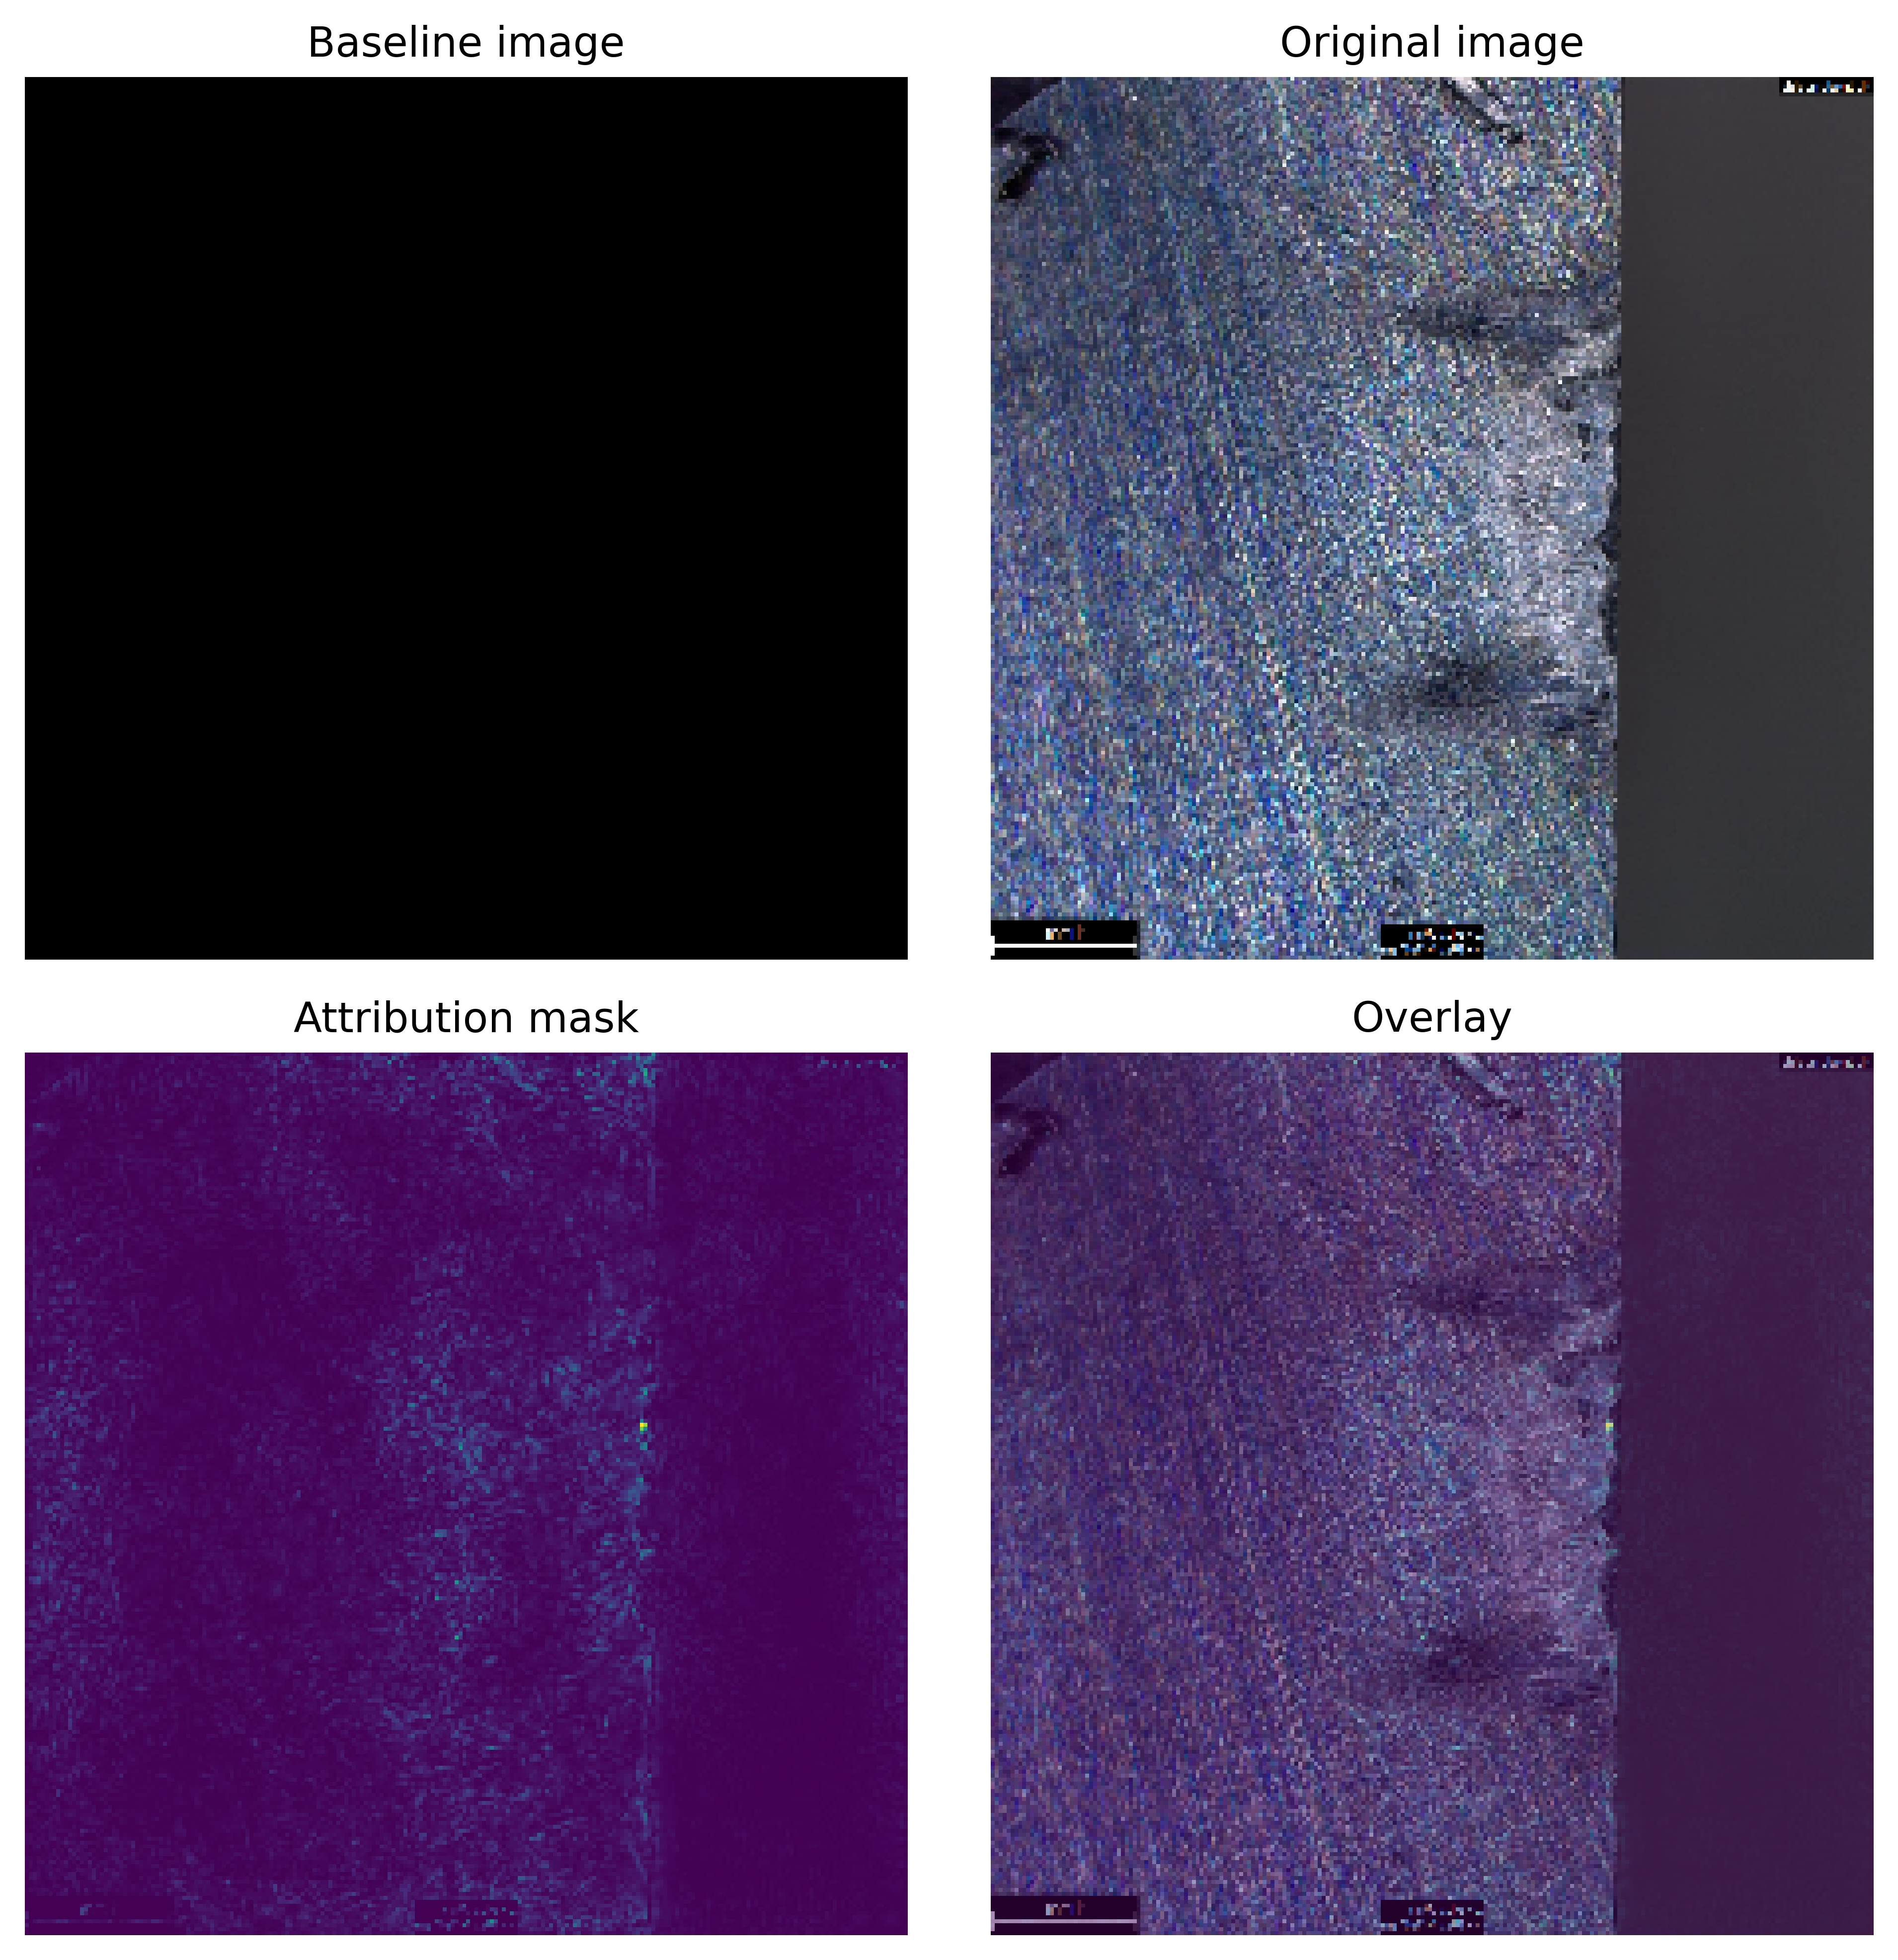 Baseline image
Original image
Attribution mask
Overlay